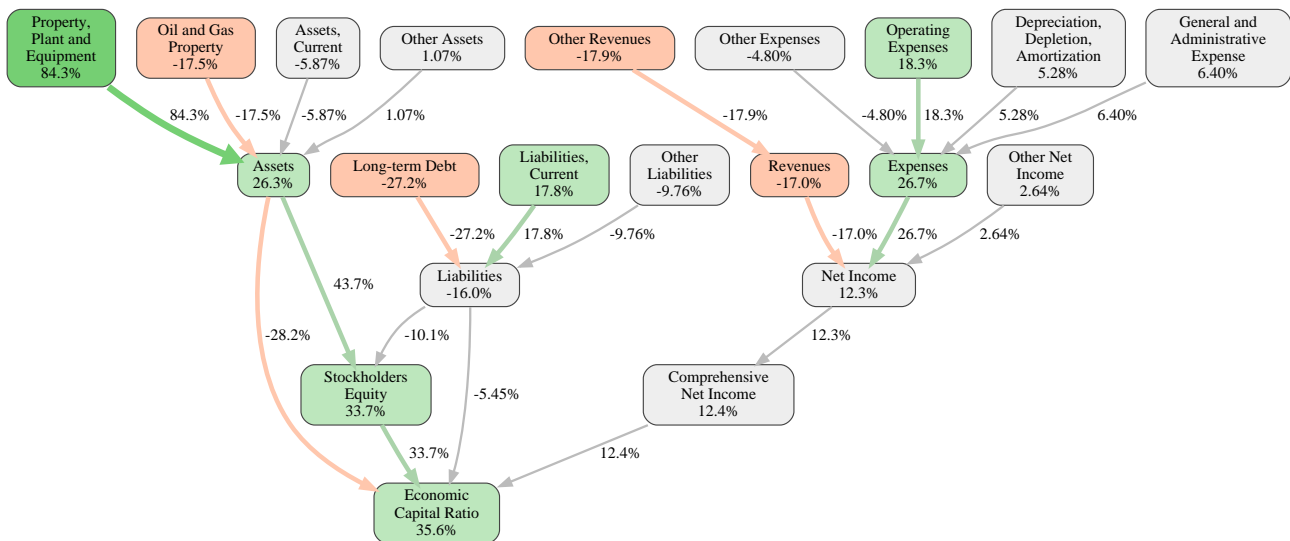 Property,
Plant and
Equipment
84.3%
Oil and Gas
Property
-17.5%
Assets,
Current
-5.87%
Other Assets
1.07%
Other Revenues
-17.9%
Other Expenses
-4.80%
Operating
Expenses
18.3%
Depreciation,
Depletion,
Amortization
5.28%
General and
Administrative
Expense
6.40%
84.3%
-17.5%
-5.87%
1.07%
-17.9%
-4.80%
18.3%
5.28%
6.40%
Assets
26.3%
Long-term Debt
-27.2%
Liabilities,
Current
17.8%
Other
Liabilities
-9.76%
Revenues
-17.0%
Expenses
26.7%
Other Net
Income
2.64%
-27.2%
17.8%
-9.76%
-17.0%
26.7%
2.64%
43.7%
Liabilities
-16.0%
Net Income
12.3%
-28.2%
-10.1%
12.3%
Stockholders
Equity
33.7%
-5.45%
Comprehensive
Net Income
12.4%
33.7%
12.4%
Economic
Capital Ratio
35.6%